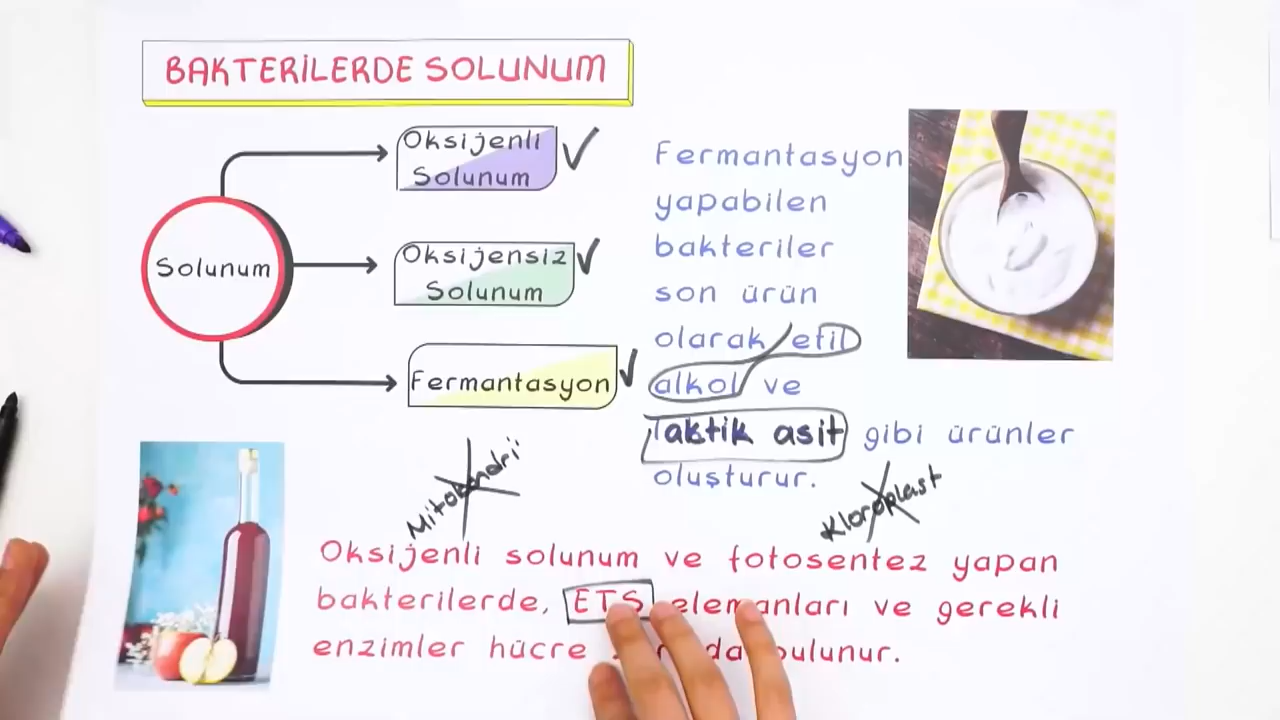 BAKTERİLERDE SOLUNUM
Solunum
Oksijenli
Solunum
Oksijensiz
Solunum
Fermantasyon
Fermantasyon
yapabilen
bakteriler
son ürün
olarak etil
alkol ve
laktik asit gibi ürünler
oluşturur.
Mitokondri
Kloroplast
Oksijenli solunum ve fotosentez yapan
bakterilerde, ETS elemanları ve gerekli
enzimler hücre bulunur.